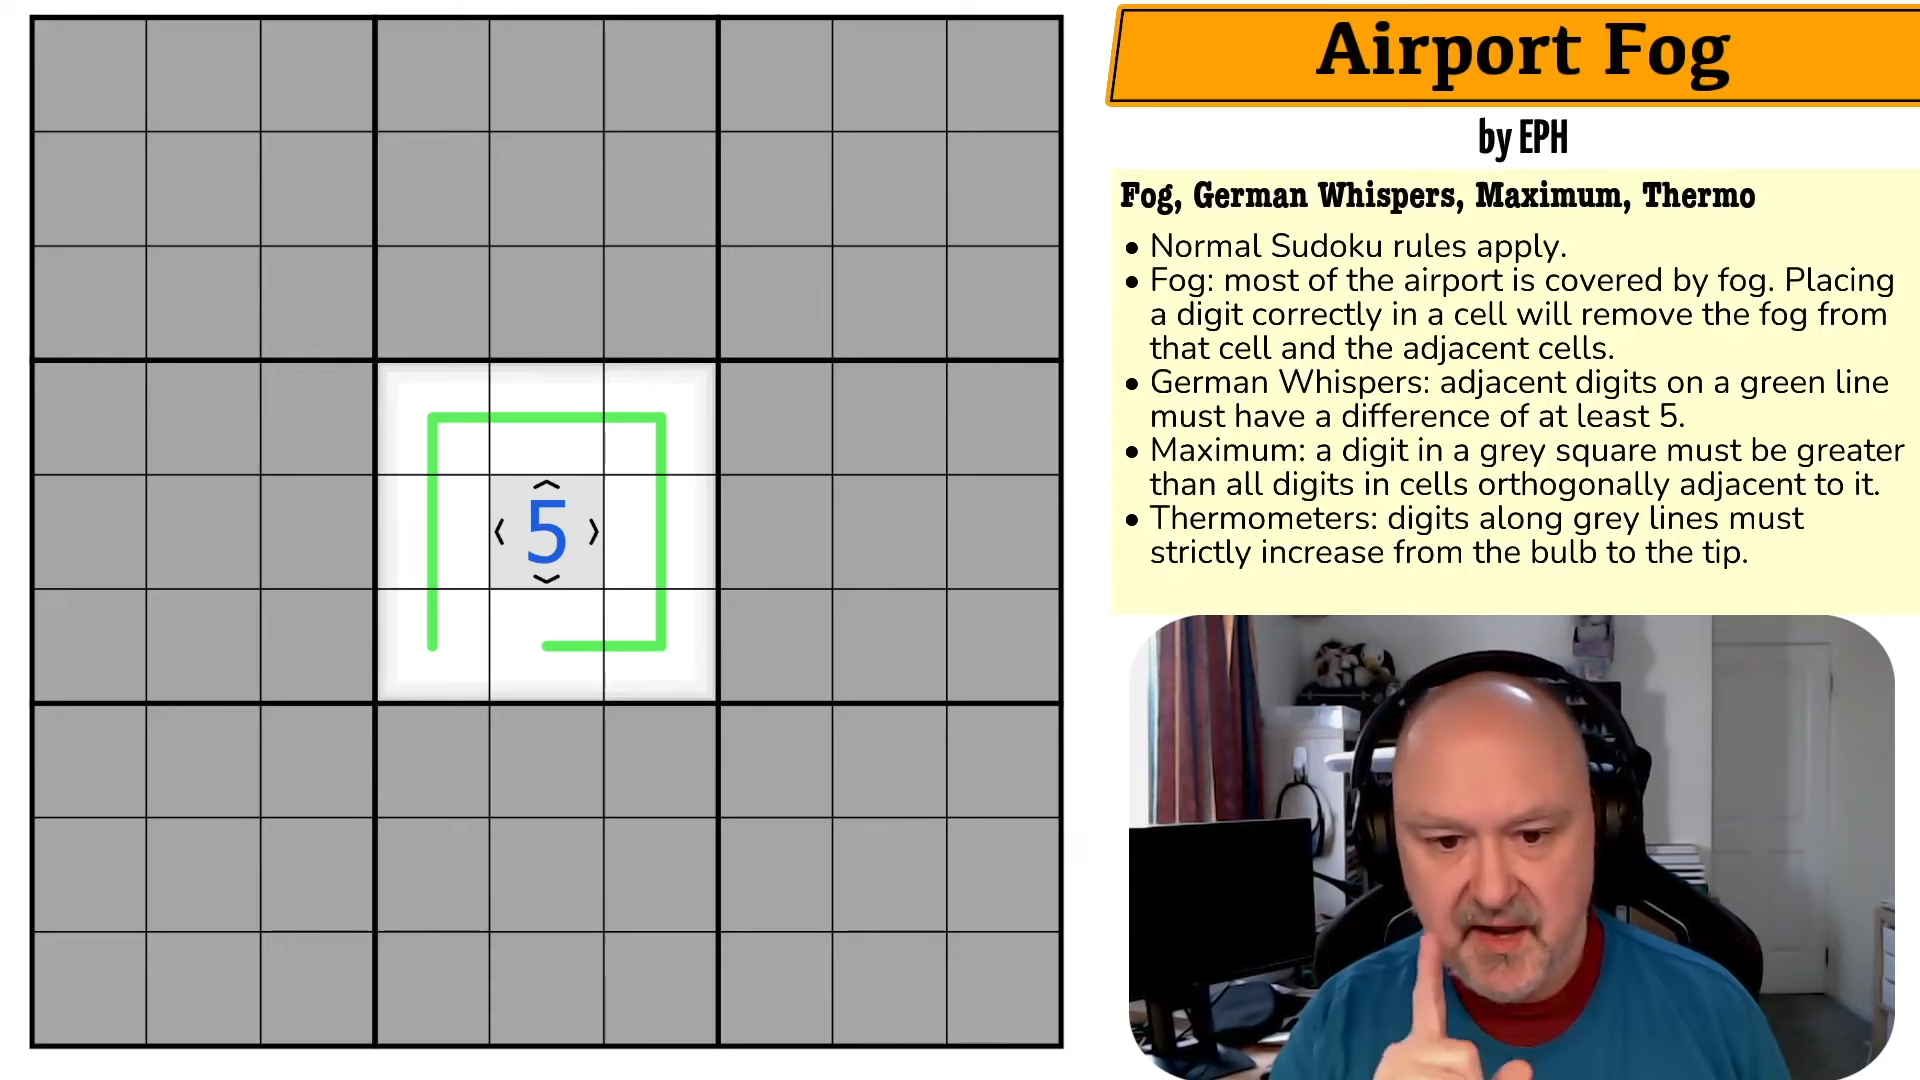 Airport Fog
by EPH
Fog, German Whispers, Maximum, Thermo
• Normal Sudoku rules apply.
• Fog: most of the airport is covered by fog. Placing
a digit correctly in a cell will remove the fog from
that cell and the adjacent cells.
• German Whispers: adjacent digits on a green line
must have a difference of at least 5.
• Maximum: a digit in a grey square must be greater
than all digits in cells orthogonally adjacent to it.
• Thermometers: digits along grey lines must
strictly increase from the bulb to the tip.
5